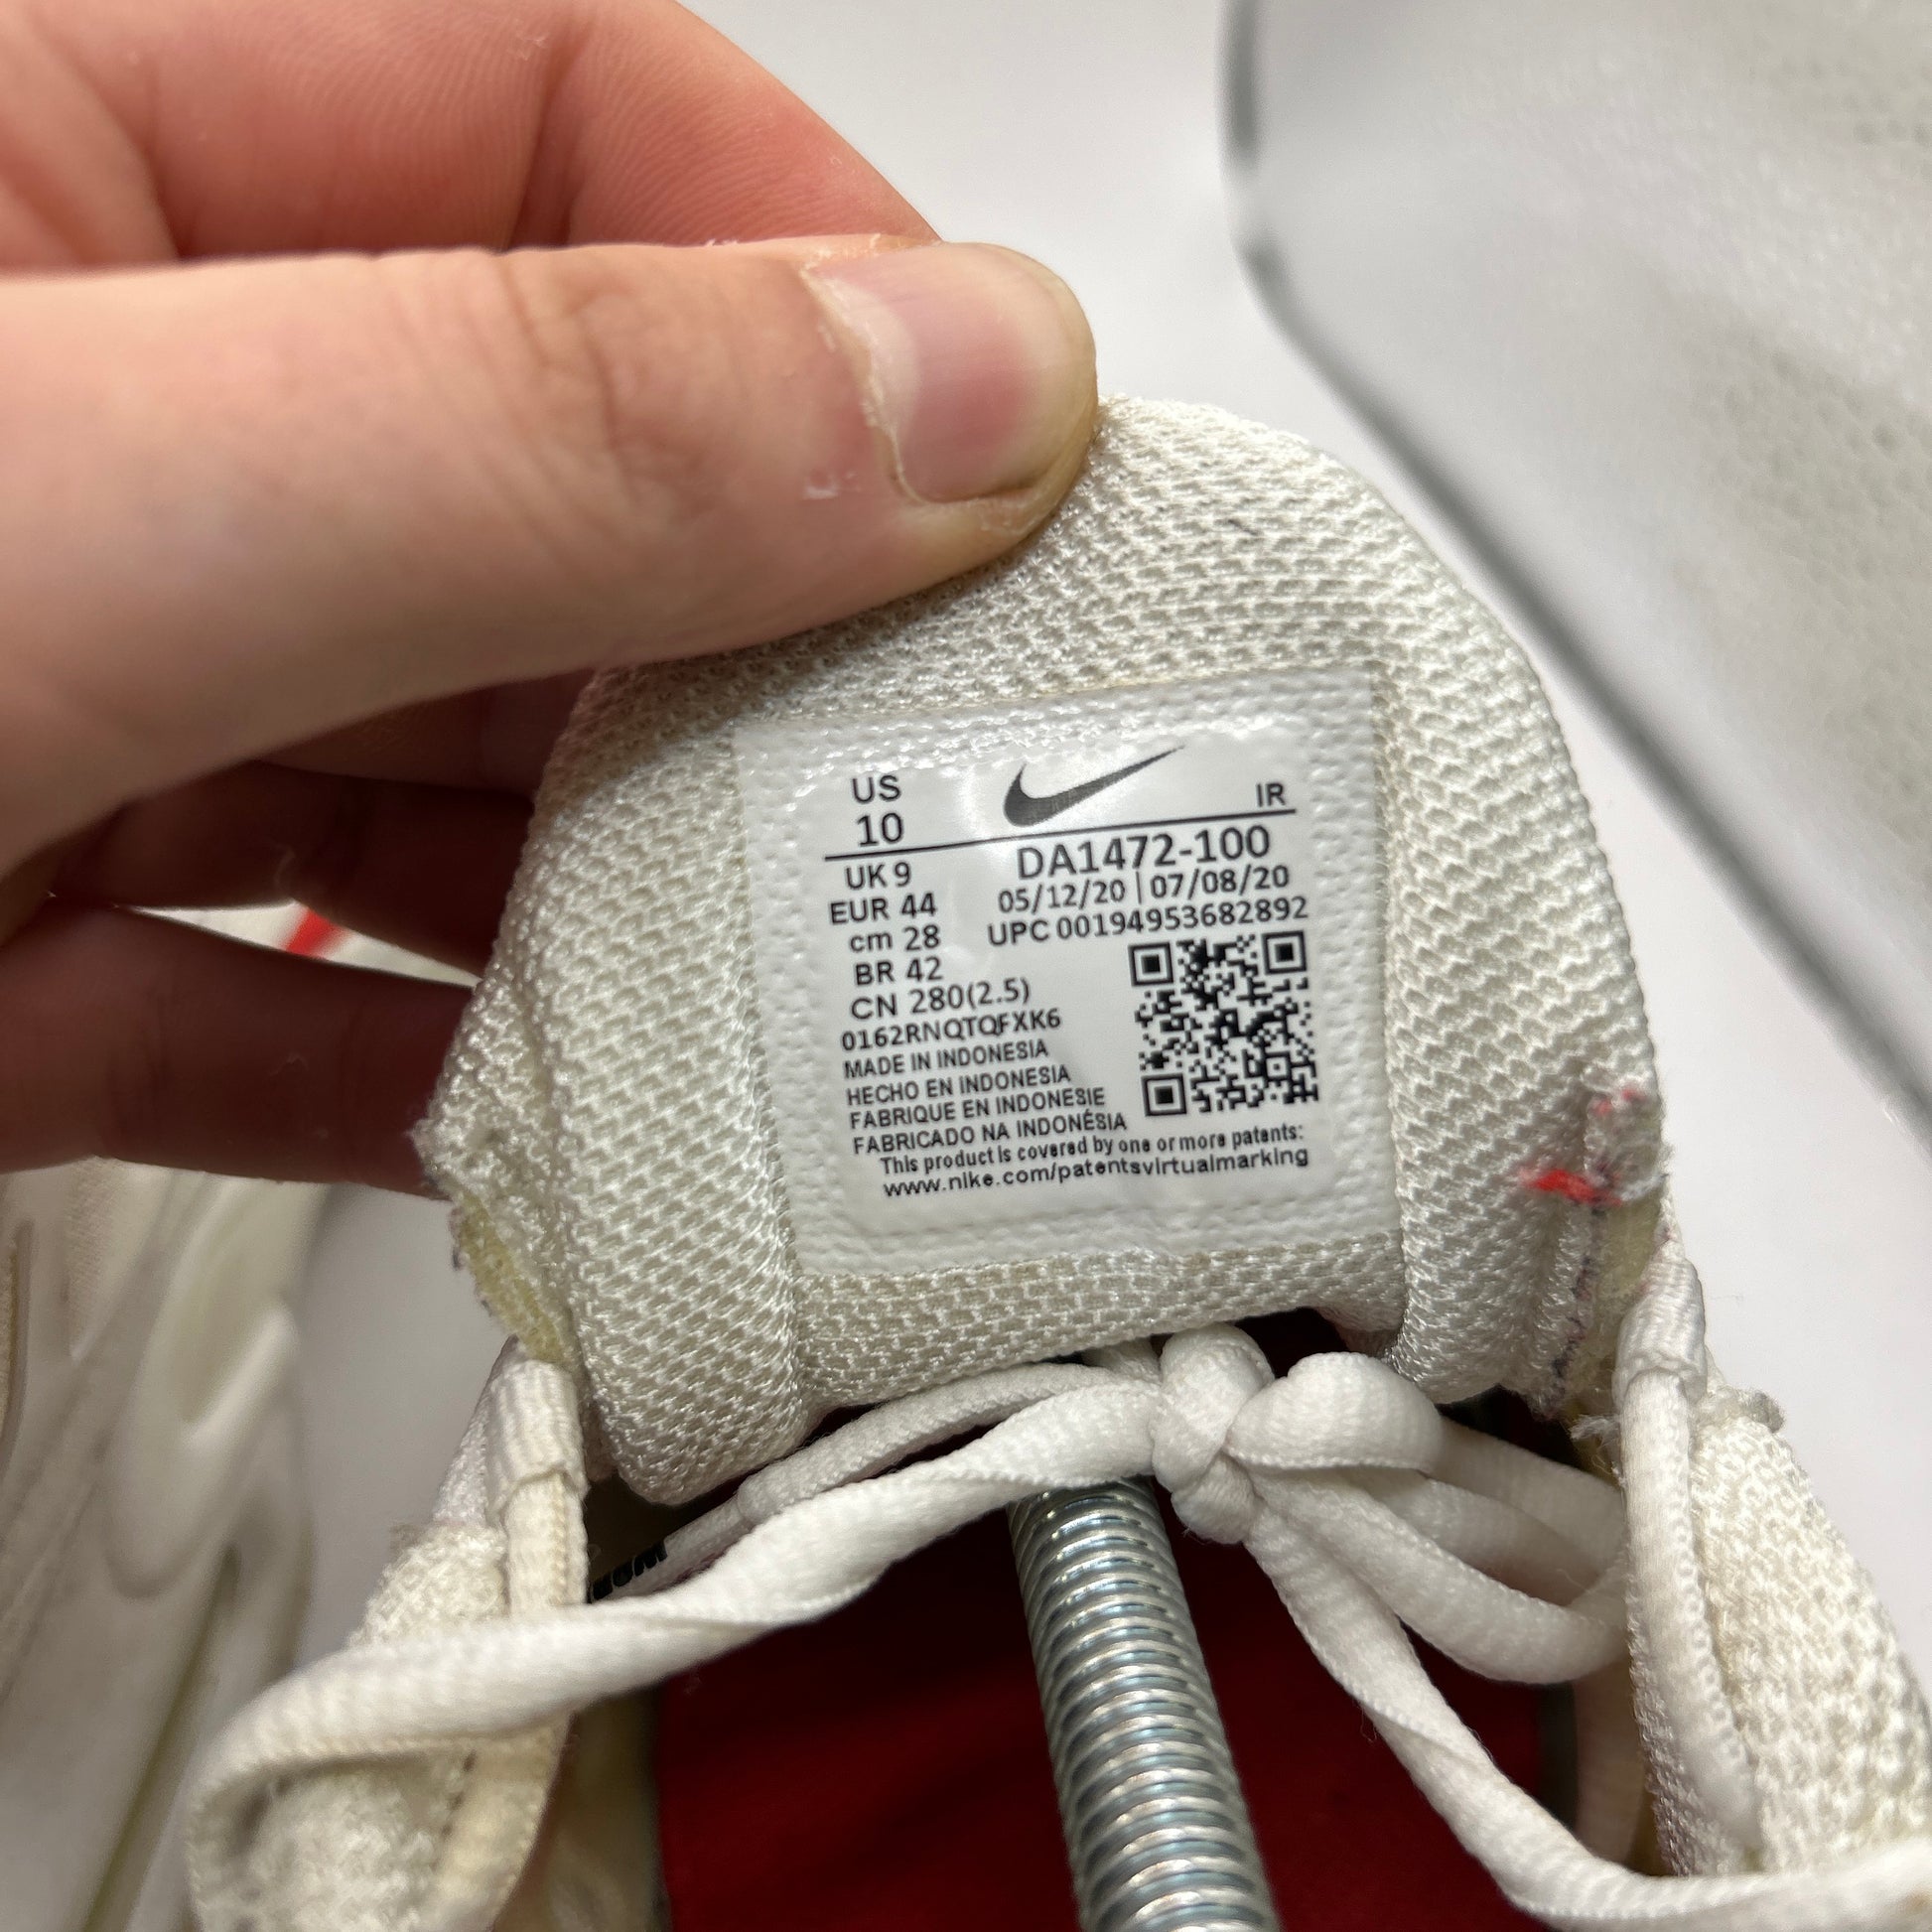 US
10
IR
UK 9
DA1472-100
EUR 44
05/12/20 | 07/08/20
cm 28
UPC 00194953682892
BR 42
CN 280(2.5)
0162RNQTQFXK6
MADE IN INDONESIA
HECHO EN INDONESIA
FABRIQUE EN INDONESIE
FABRICADO NA INDONÉSIA
This product is covered by one or more patents:
www.nike.com/patentsvirtualmarking